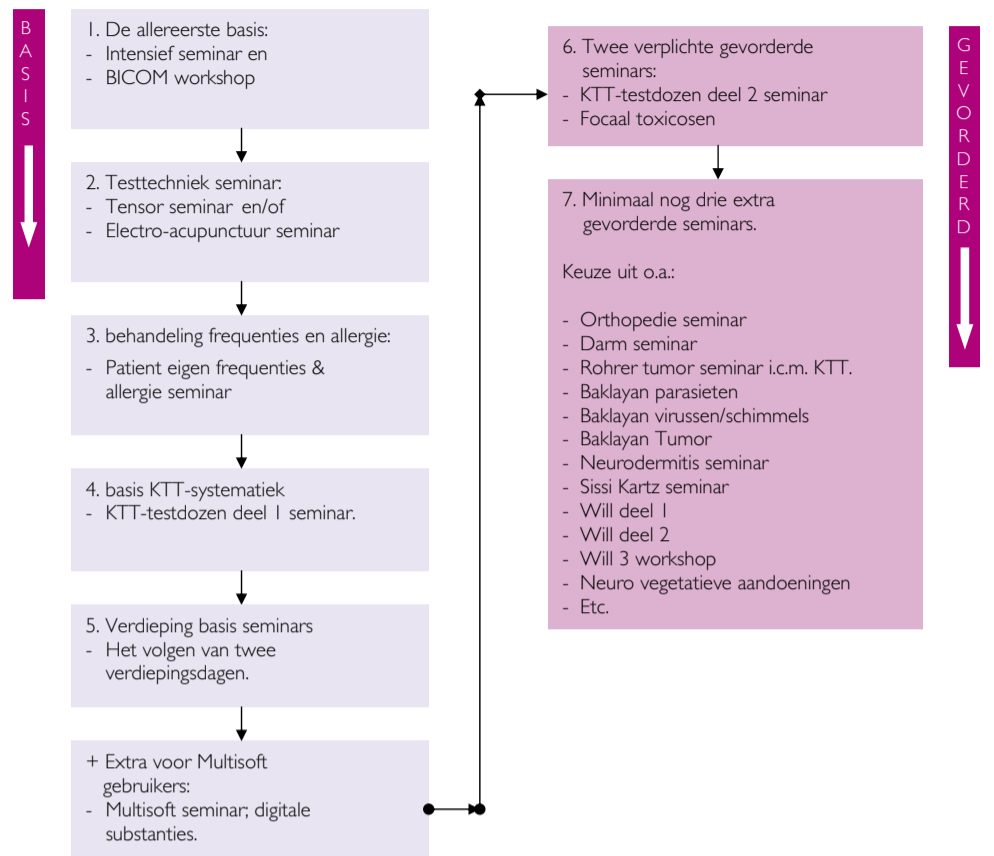 BASIS
1. De allereerste basis:
- Intensief seminar en
- BICOM workshop
2. Testtechniek seminar:
- Tensor seminar en/of
- Electro-acupunctuur seminar
3. behandeling frequenties en allergie:
- Patient eigen frequenties &
allergie seminar
4. basis KTT-systematiek
- KTT-testdozen deel 1 seminar.
5. Verdieping basis seminars
- Het volgen van twee
verdiepingsdagen.
+ Extra voor Multisoft
gebruikers:
- Multisoft seminar; digitale
substanties.
6. Twee verplichte gevorderde
seminars:
- KTT-testdozen deel 2 seminar
- Focaal toxicosen
7. Minimaal nog drie extra
gevorderde seminars.
Keuze uit o.a.:
- Orthopedie seminar
- Darm seminar
- Rohrer tumor seminar i.c.m. KTT.
- Baklayan parasieten
- Baklayan virussen/schimmels
- Baklayan Tumor
- Neurodermitis seminar
- Sissi Kartz seminar
- Will deel 1
- Will deel 2
- Will 3 workshop
- Neuro vegetatieve aandoeningen
- Etc.
GEVORDERD